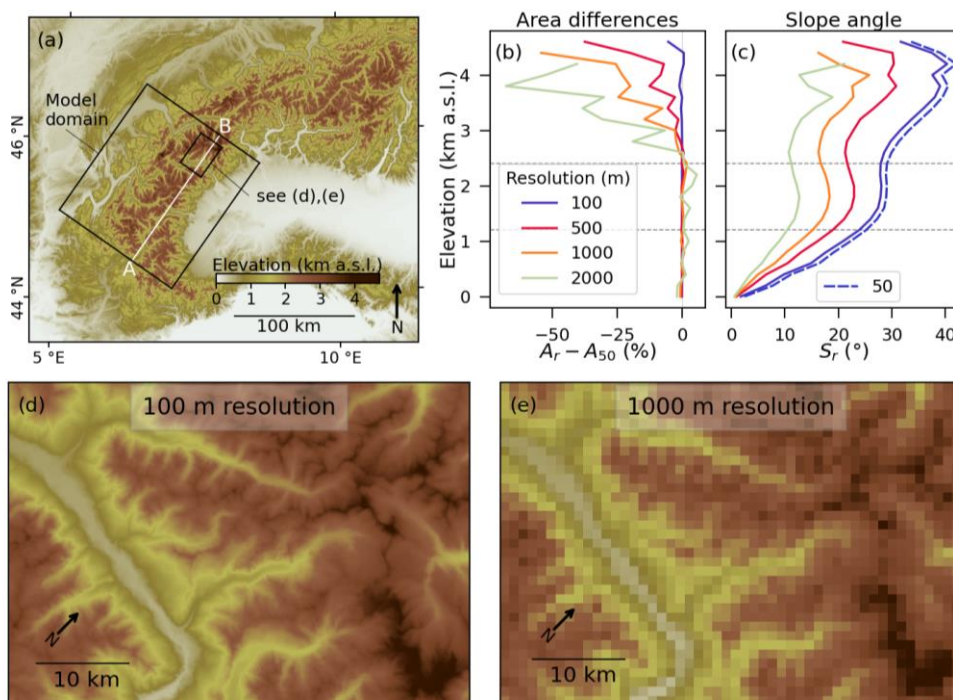 (a)
Model
domain
B
see (d),(e)
A
Elevation (km a.s.l.)
0 1 2 3 4 5
100 km
N
46 °N
44 °N
5 °E 10 °E
Area differences
(b)
Elevation (km a.s.l.)
4
3
2
1
0
Resolution (m)
100
500
1000
2000
−50 −25 0
A_r − A_50 (%)
Slope angle
(c)
50
0 10 20 30 40
S_r (°)
(d)
100 m resolution
N
10 km
(e)
1000 m resolution
N
10 km